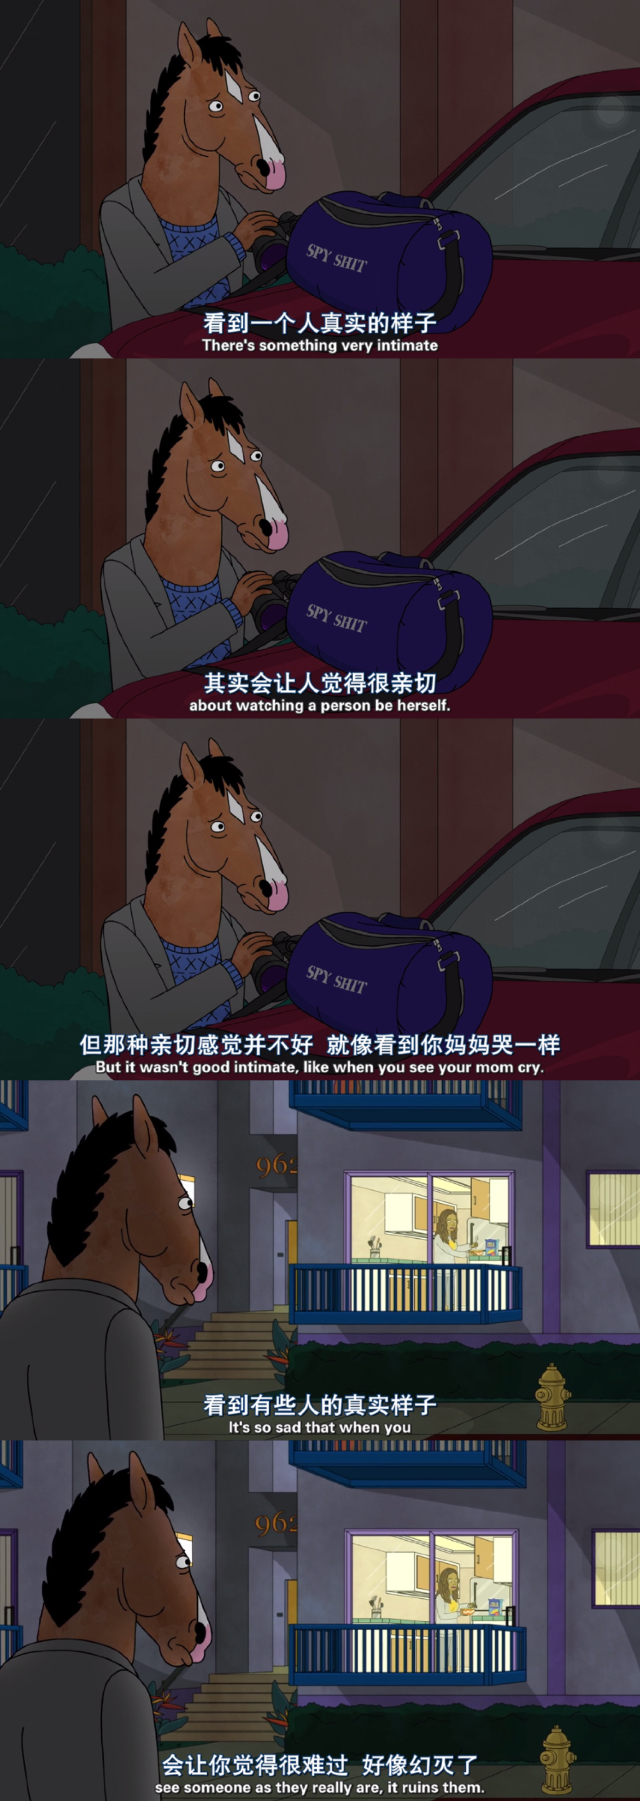 SPY SHIT
看到一个人真实的样子
There's something very intimate
SPY SHIT
其实会让人觉得很亲切
about watching a person be herself.
SPY SHIT
但那种亲切感觉并不好 就像看到你妈妈哭一样
But it wasn't good intimate, like when you see your mom cry.
962
看到有些人的真实样子
It's so sad that when you
962
会让你觉得很难过 好像幻灭了
see someone as they really are, it ruins them.